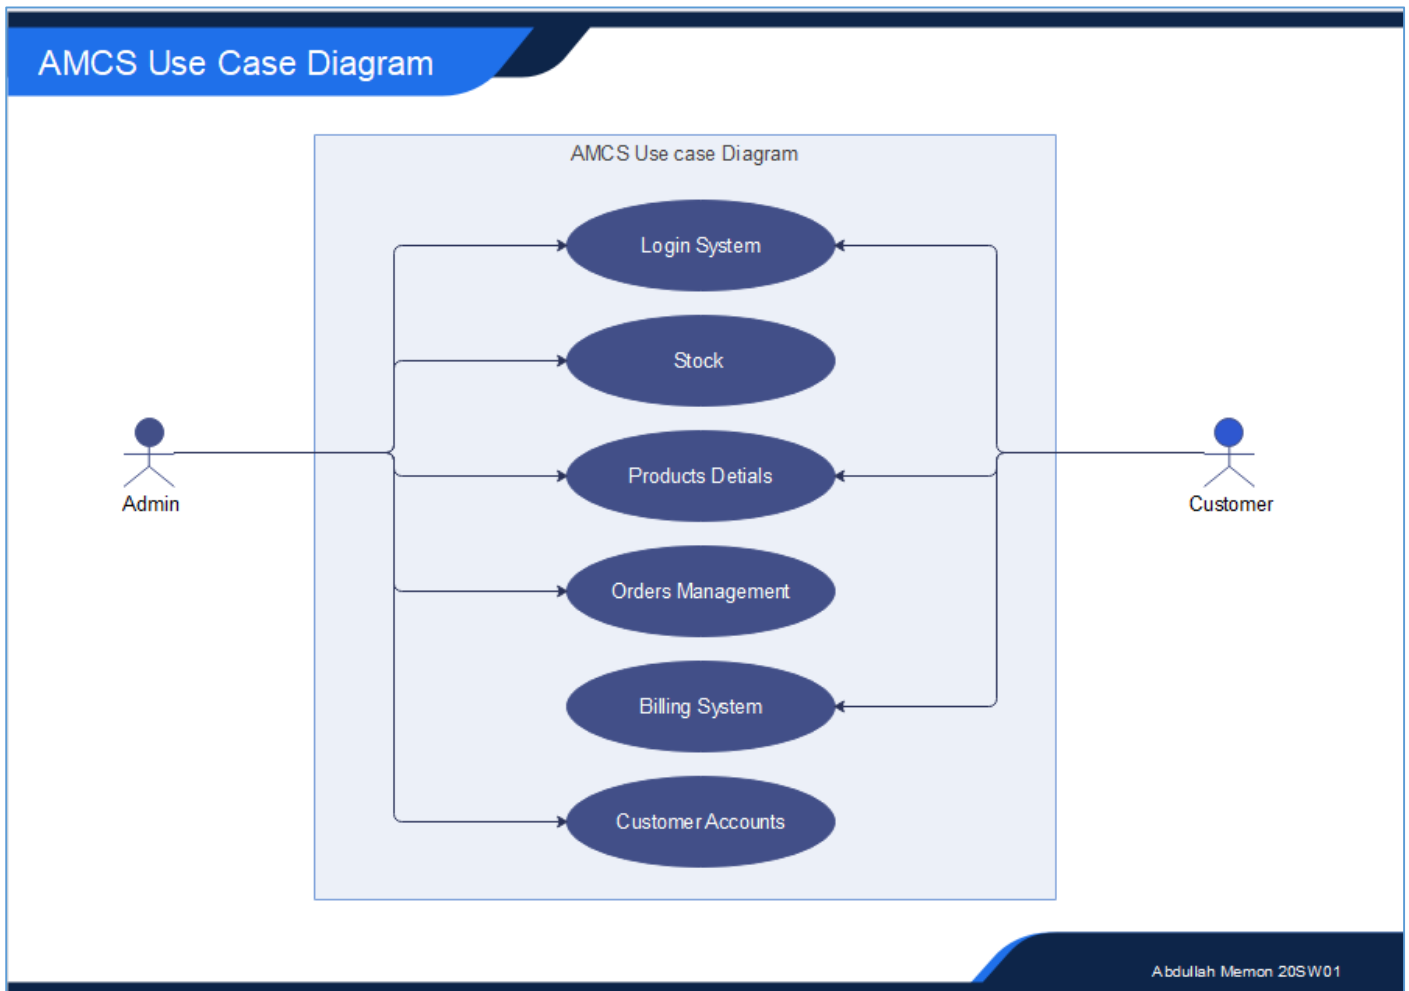 AMCS Use Case Diagram
AMCS Use case Diagram
Login System
Stock
Products Detials
Orders Management
Billing System
Customer Accounts
Admin
Customer
Abdullah Memon 20SW01